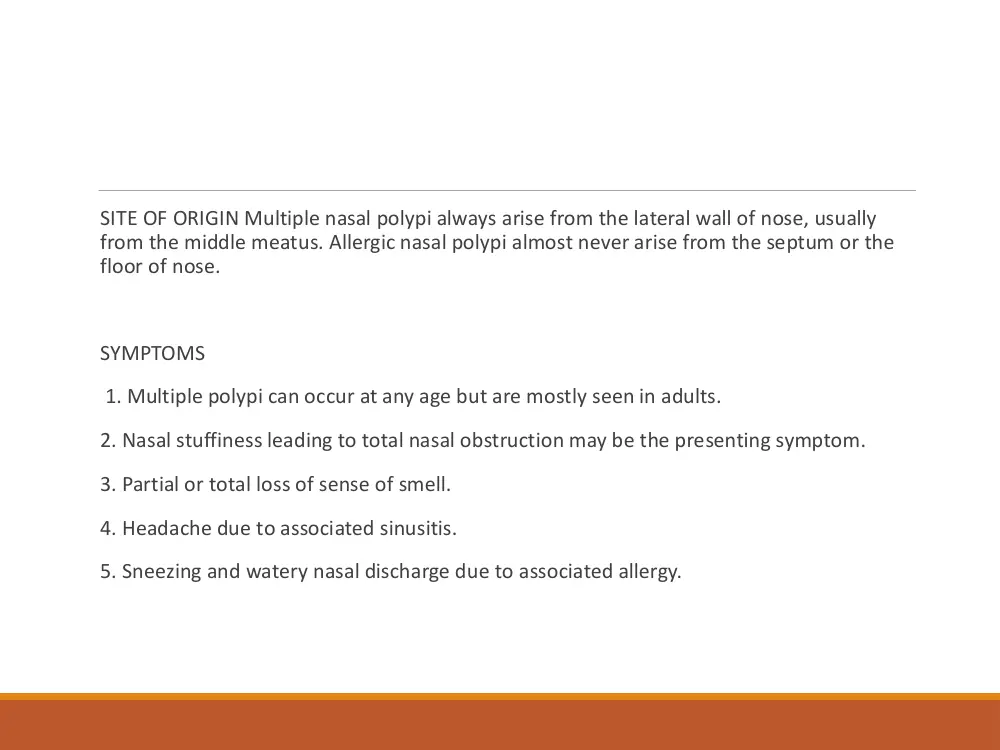 SITE OF ORIGIN Multiple nasal polypi always arise from the lateral wall of nose, usually
from the middle meatus. Allergic nasal polypi almost never arise from the septum or the
floor of nose.
SYMPTOMS
1. Multiple polypi can occur at any age but are mostly seen in adults.
2. Nasal stuffiness leading to total nasal obstruction may be the presenting symptom.
3. Partial or total loss of sense of smell.
4. Headache due to associated sinusitis.
5. Sneezing and watery nasal discharge due to associated allergy.